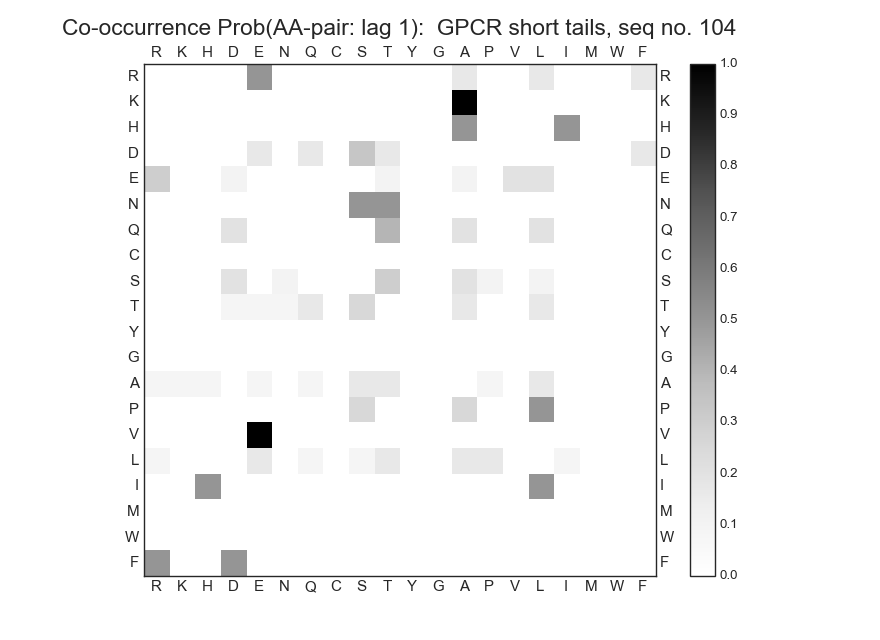 Co-occurrence Prob(AA-pair: lag 1):  GPCR short tails, seq no. 104
R K H D E N Q C S T Y G A P V L I M W F
R R 1.0
K K 0.9
H H
D D 0.8
E E
N N 0.7
Q Q
C C 0.6
S S
T T 0.5
Y Y
G G 0.4
A A
P P 0.3
V V
L L 0.2
I I
M M 0.1
W W
F F 0.0
R K H D E N Q C S T Y G A P V L I M W F